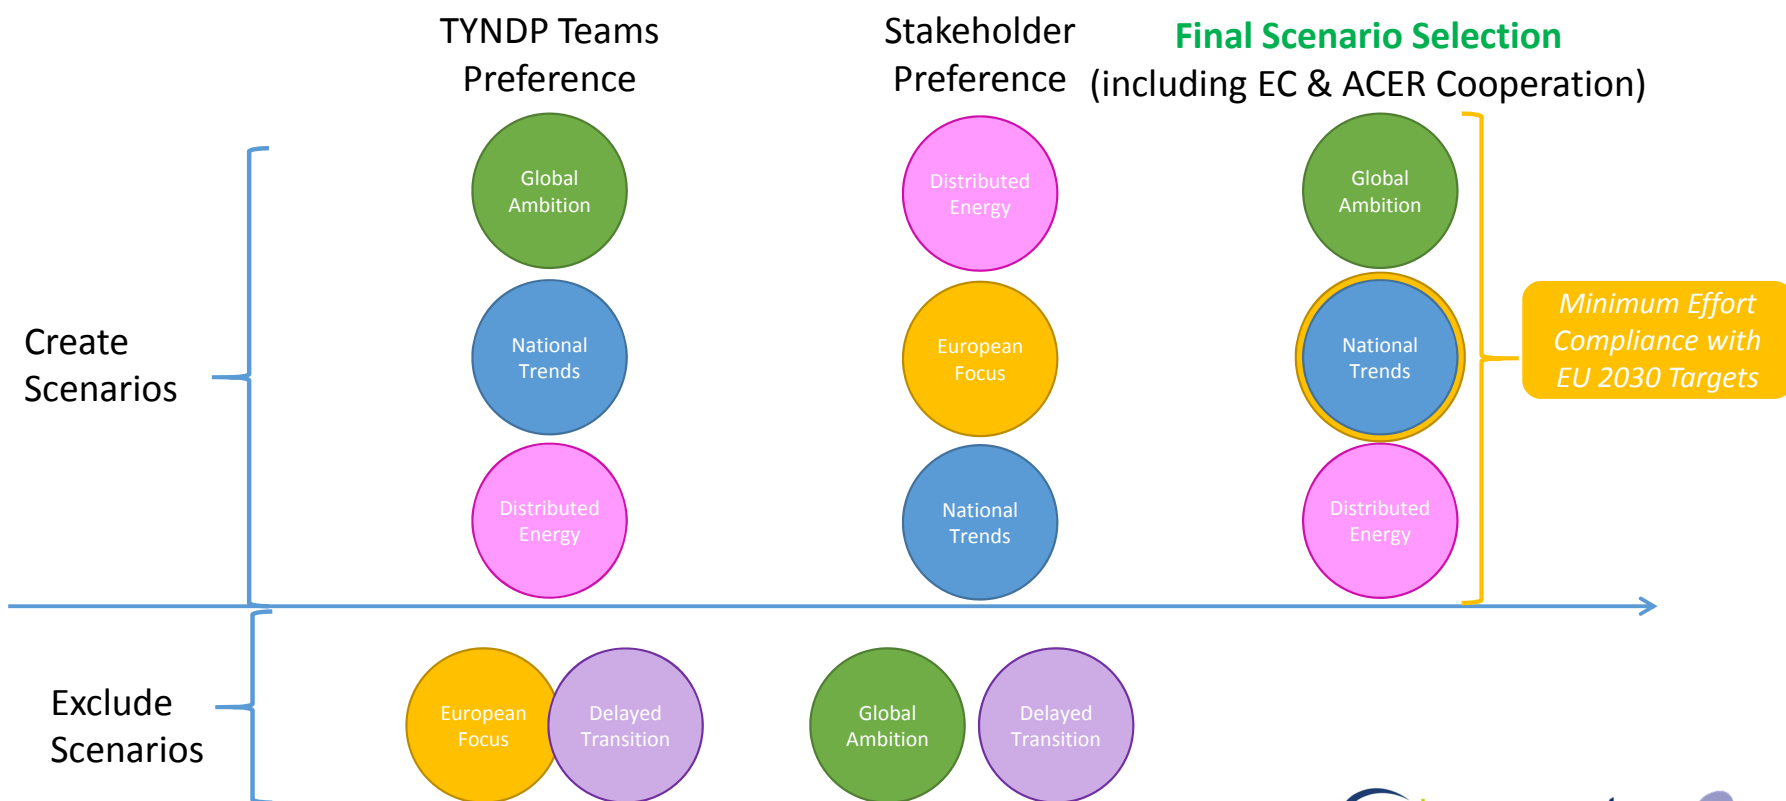 TYNDP Teams
Preference
Stakeholder
Preference
Final Scenario Selection
(including EC & ACER Cooperation)
Create
Scenarios
Global
Ambition
National
Trends
Distributed
Energy
Distributed
Energy
European
Focus
National
Trends
Global
Ambition
National
Trends
Distributed
Energy
Minimum Effort
Compliance with
EU 2030 Targets
Exclude
Scenarios
European
Focus
Delayed
Transition
Global
Ambition
Delayed
Transition